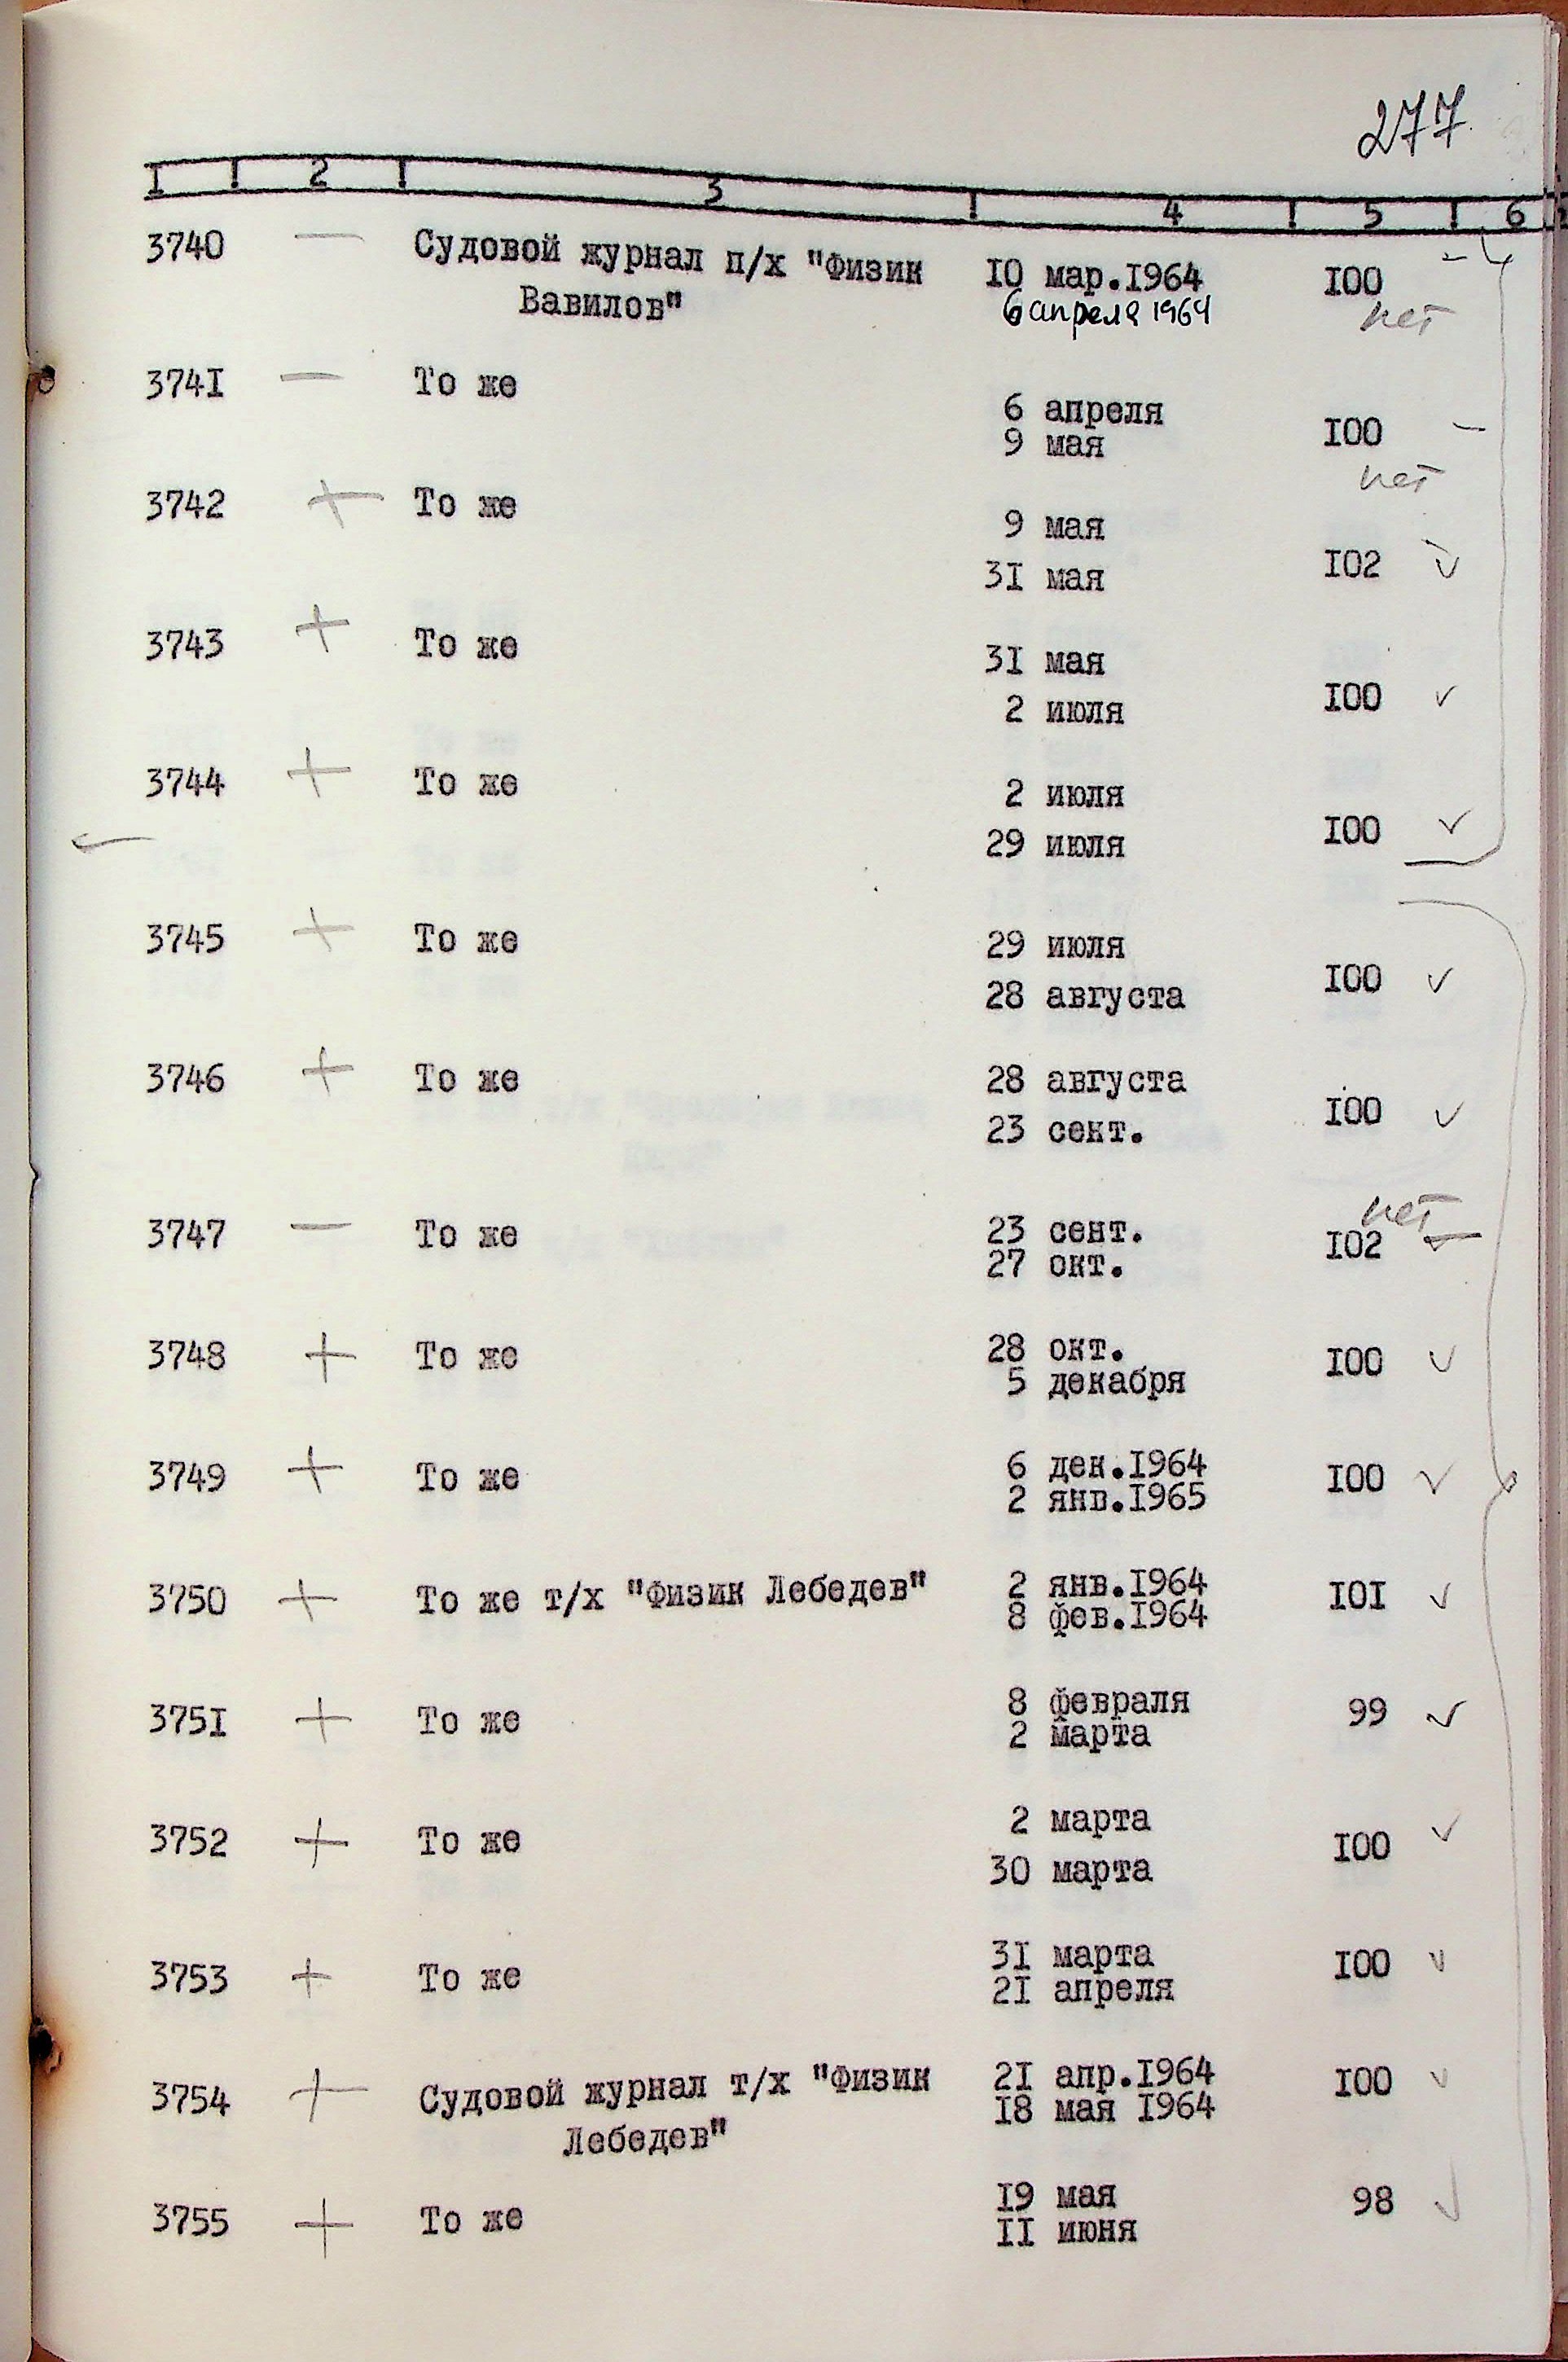 277
I ! 2 ! 3 ! 4 ! 5 ! 6
3740 — Судовой журнал п/х "Физик 10 мар.1964 100 —
Вавилов" 6 апреля 1964 нет
3741 — То же 6 апреля
9 мая 100 —
нет
3742 + То же 9 мая
31 мая 102 ✓
3743 + То же 31 мая
2 июля 100 ✓
3744 + То же 2 июля
29 июля 100 ✓
3745 + То же 29 июля
28 августа 100 ✓
3746 + То же 28 августа
23 сент. 100 ✓
нет
3747 — То же 23 сент. 102
27 окт.
3748 + То же 28 окт. 100 ✓
5 декабря
3749 + То же 6 дек.1964 100 ✓
2 янв.1965
3750 + То же т/х "Физик Лебедев" 2 янв.1964 101 ✓
8 фев.1964
3751 + То же 8 февраля 99 ✓
2 марта
3752 + То же 2 марта 100 ✓
30 марта
3753 + То же 31 марта 100 ✓
21 апреля
3754 + Судовой журнал т/х "Физик 21 апр.1964 100 ✓
Лебедев" 18 мая 1964
3755 + То же 19 мая 98 ✓
11 июня